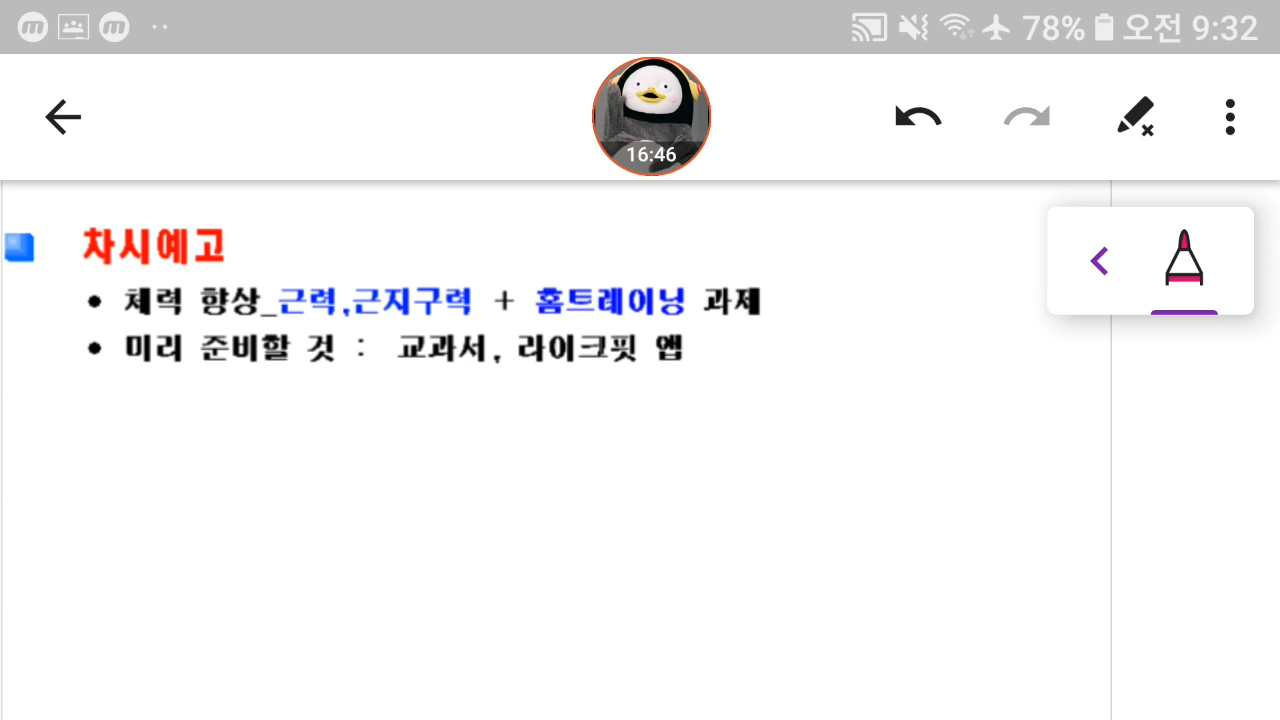 78% 오전 9:32
16:46
차시예고
• 체력 향상_근력,근지구력 + 홈트레이닝 과제
• 미리 준비할 것 : 교과서, 라이크핏 앱